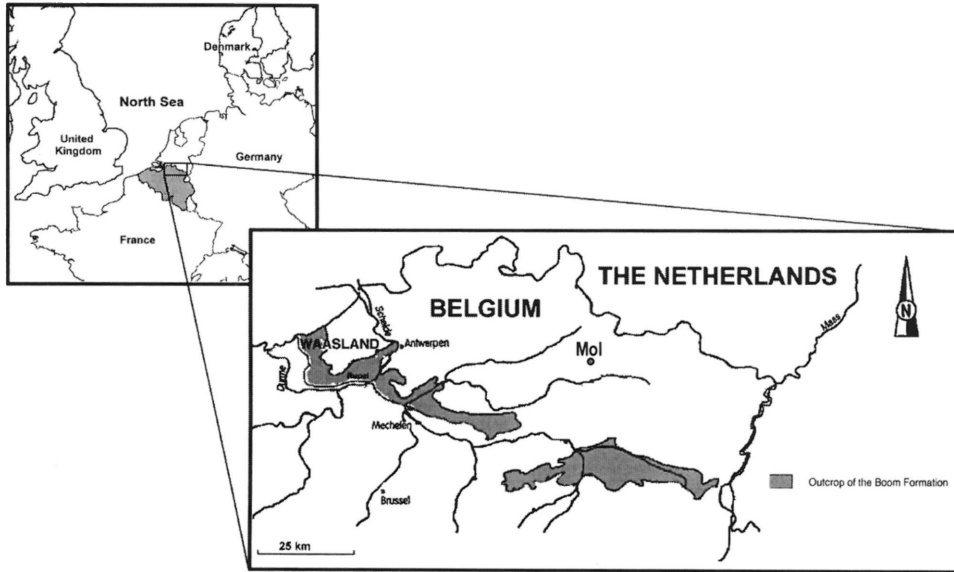 Denmark
North Sea
United
Kingdom
Germany
France
THE NETHERLANDS
BELGIUM
N
Maas
Schelde
WAASLAND
Antwerpen
Mol
Durme
Rupel
Mechelen
Outcrop of the Boom Formation
Brussel
25 km